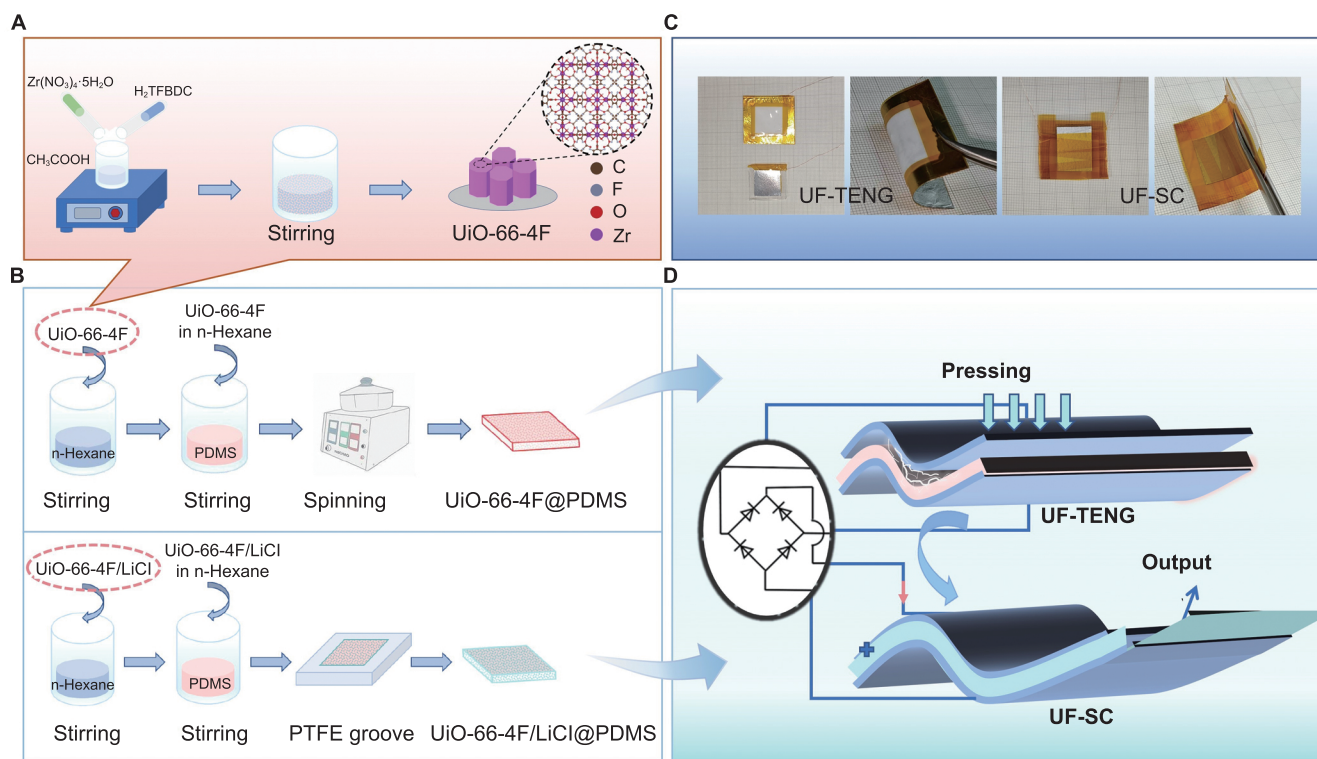 A
Zr(NO₃)₄·5H₂O
H₂TFBDC
CH₃COOH
C
F
O
Zr
Stirring
UiO-66-4F
B
UiO-66-4F
UiO-66-4F
in n-Hexane
n-Hexane
PDMS
Stirring
Stirring
Spinning
UiO-66-4F@PDMS
UiO-66-4F/LiCl
UiO-66-4F/LiCl
in n-Hexane
n-Hexane
PDMS
Stirring
Stirring
PTFE groove
UiO-66-4F/LiCl@PDMS
C
UF-TENG
UF-SC
D
Pressing
UF-TENG
Output
+
UF-SC